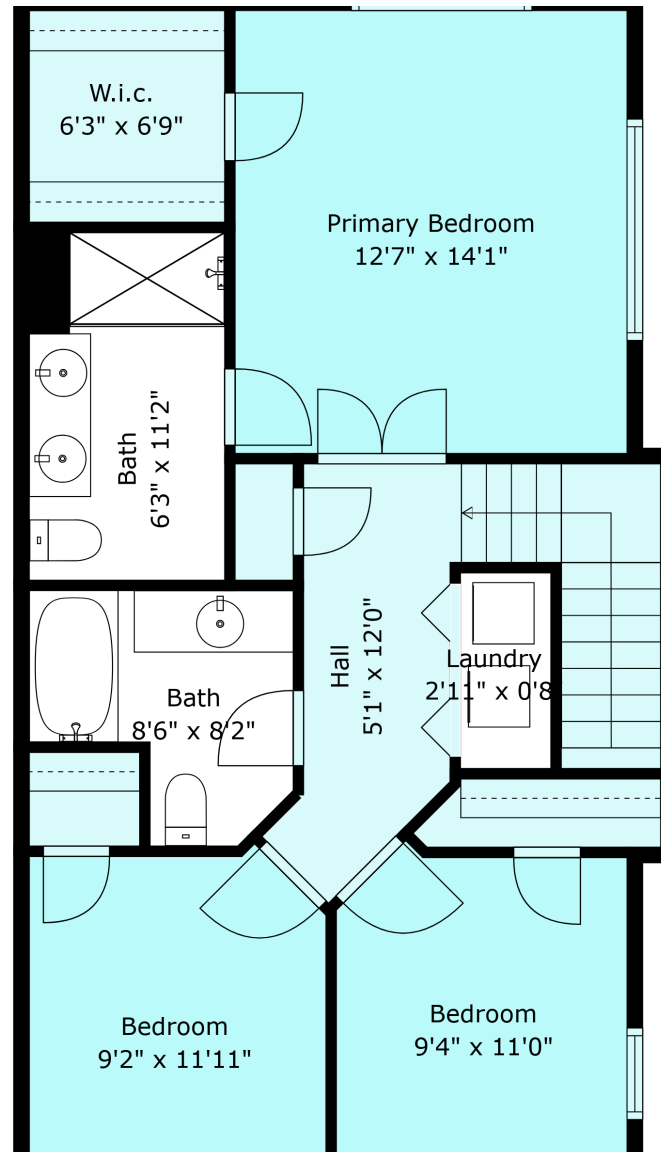 W.i.c.
6'3" x 6'9"
Primary Bedroom
12'7" x 14'1"
Bath
6'3" x 11'2"
Hall
5'1" x 12'0"
Laundry
2'11" x 0'8
Bath
8'6" x 8'2"
Bedroom
9'2" x 11'11"
Bedroom
9'4" x 11'0"